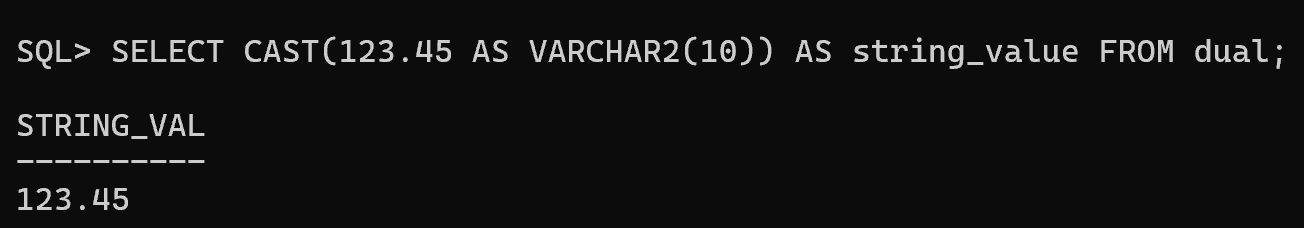 SQL> SELECT CAST(123.45 AS VARCHAR2(10)) AS string_value FROM dual;
STRING_VAL
----------
123.45